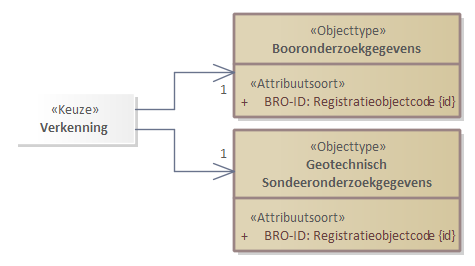 «Objecttype»
Booronderzoekgegevens
«Attribuutsoort»
+ BRO-ID: Registratieobjectcode {id}
1
«Keuze»
Verkenning
1
«Objecttype»
Geotechnisch
Sondeeronderzoekgegevens
«Attribuutsoort»
+ BRO-ID: Registratieobjectcode {id}